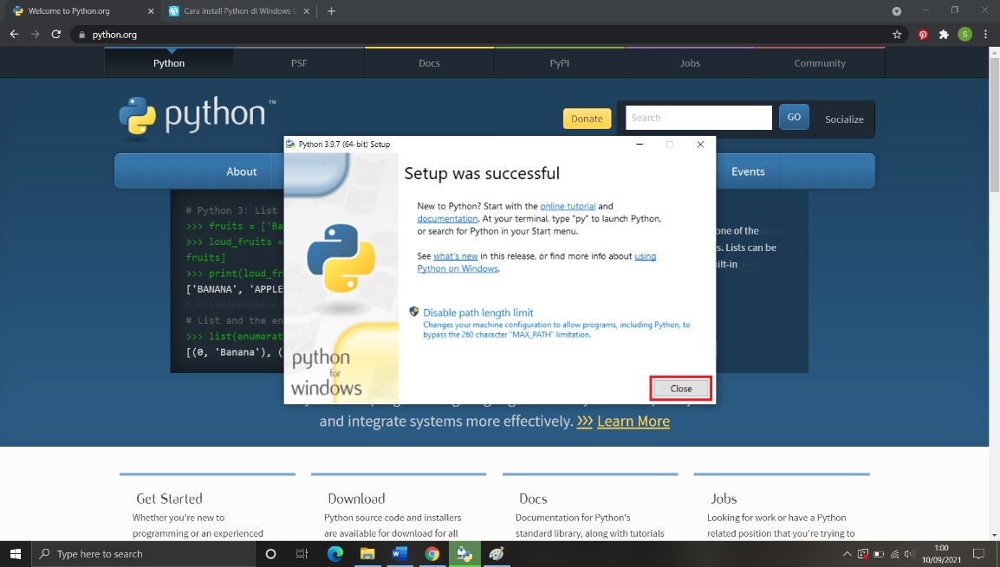 Welcome to Python.org
Cara Install Python di Windows L
python.org
S
Python
PSF
Docs
PyPI
Jobs
Community
python™
Donate
Search
GO
Socialize
About
Events
# Python 3: List
>>> fruits = ['Ba
>>> loud_fruits =
fruits]
>>> print(loud_fr
['BANANA', 'APPLE
# List and the en
>>> list(enumerat
[(0, 'Banana'), (
one of the
s. Lists can be
ilt-in More
Python 3.9.7 (64-bit) Setup
Setup was successful
New to Python? Start with the online tutorial and
documentation. At your terminal, type "py" to launch Python,
or search for Python in your Start menu.
See what's new in this release, or find more info about using
Python on Windows.
Disable path length limit
Changes your machine configuration to allow programs, including Python, to
bypass the 260 character "MAX_PATH" limitation.
python
for
windows
Close
and integrate systems more effectively. >>> Learn More
Get Started
Whether you're new to
programming or an experienced
Download
Python source code and installers
are available for download for all
Docs
Documentation for Python's
standard library, along with tutorials
Jobs
Looking for work or have a Python
related position that you're trying to
Type here to search
1:00
10/09/2021